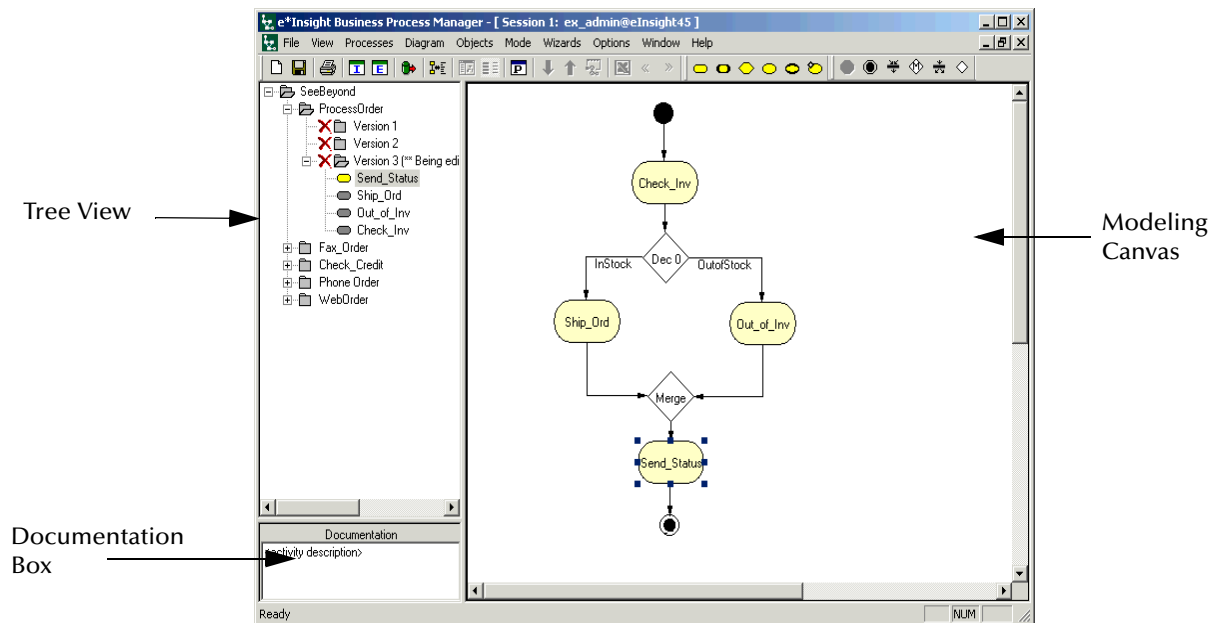 e*Insight Business Process Manager - [ Session 1: ex_admin@eInsight45 ]
File View Processes Diagram Objects Mode Wizards Options Window Help
I E P M
SeeBeyond
ProcessOrder
Version 1
Version 2
Version 3 (** Being edi
Send_Status
Ship_Ord
Out_of_Inv
Check_Inv
Fax_Order
Check_Credit
Phone Order
WebOrder
Tree View
Check_Inv
Dec 0
InStock
OutofStock
Ship_Ord
Out_of_Inv
Merge
Send_Status
Modeling
Canvas
Documentation
Box
Documentation
<activity description>
Ready
NUM